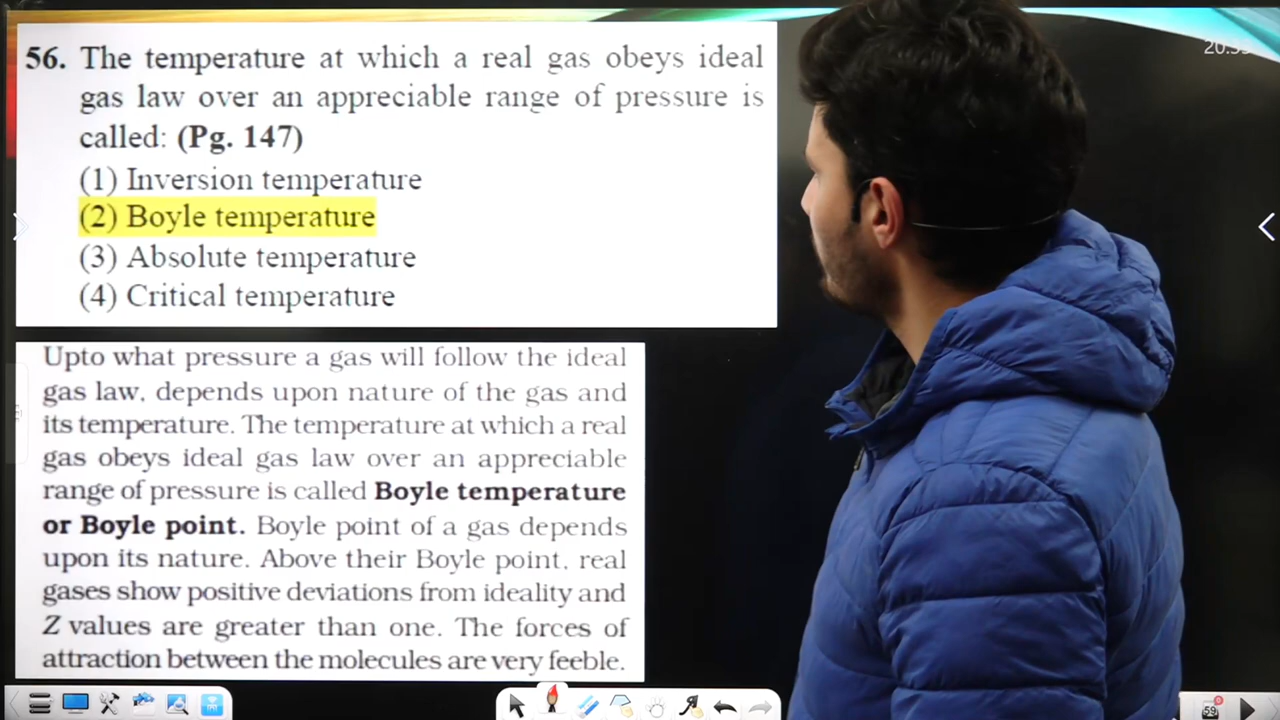 56. The temperature at which a real gas obeys ideal
gas law over an appreciable range of pressure is
called: (Pg. 147)
(1) Inversion temperature
(2) Boyle temperature
(3) Absolute temperature
(4) Critical temperature
Upto what pressure a gas will follow the ideal
gas law, depends upon nature of the gas and
its temperature. The temperature at which a real
gas obeys ideal gas law over an appreciable
range of pressure is called Boyle temperature
or Boyle point. Boyle point of a gas depends
upon its nature. Above their Boyle point, real
gases show positive deviations from ideality and
Z values are greater than one. The forces of
attraction between the molecules are very feeble.
59